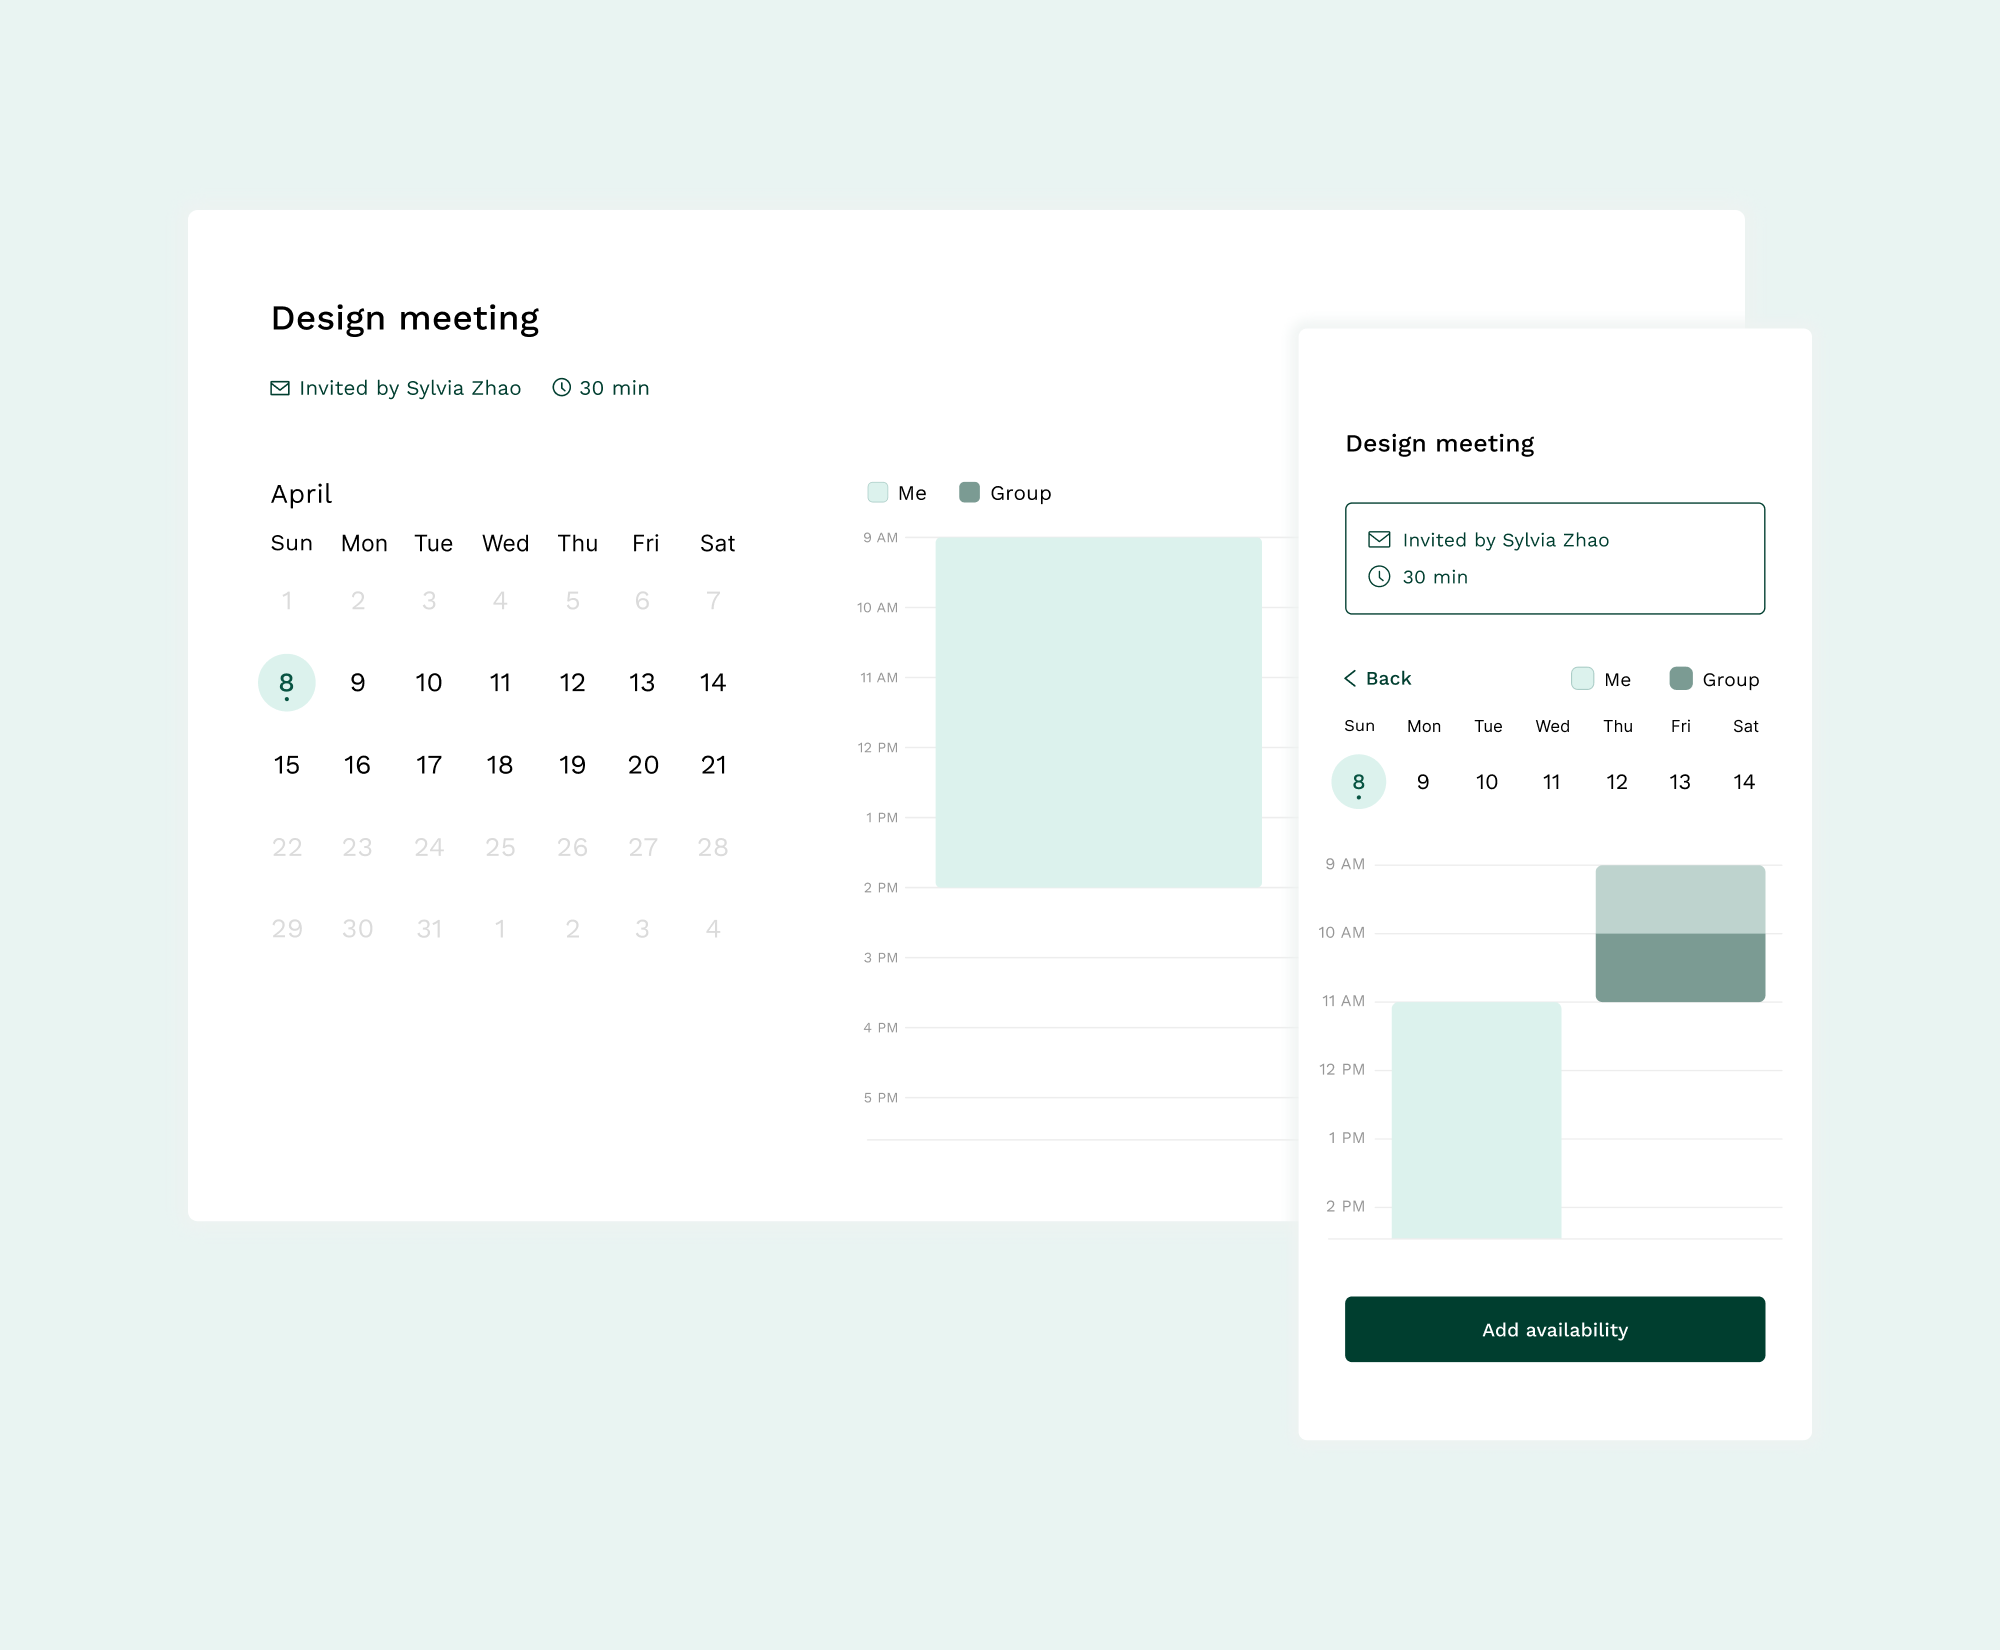 Design meeting
Invited by Sylvia Zhao 30 min
April
Sun Mon Tue Wed Thu Fri Sat
1 2 3 4 5 6 7
8 9 10 11 12 13 14
15 16 17 18 19 20 21
22 23 24 25 26 27 28
29 30 31 1 2 3 4
Me Group
9 AM
10 AM
11 AM
12 PM
1 PM
2 PM
3 PM
4 PM
5 PM
Design meeting
Invited by Sylvia Zhao
30 min
Back Me Group
Sun Mon Tue Wed Thu Fri Sat
8 9 10 11 12 13 14
9 AM
10 AM
11 AM
12 PM
1 PM
2 PM
Add availability